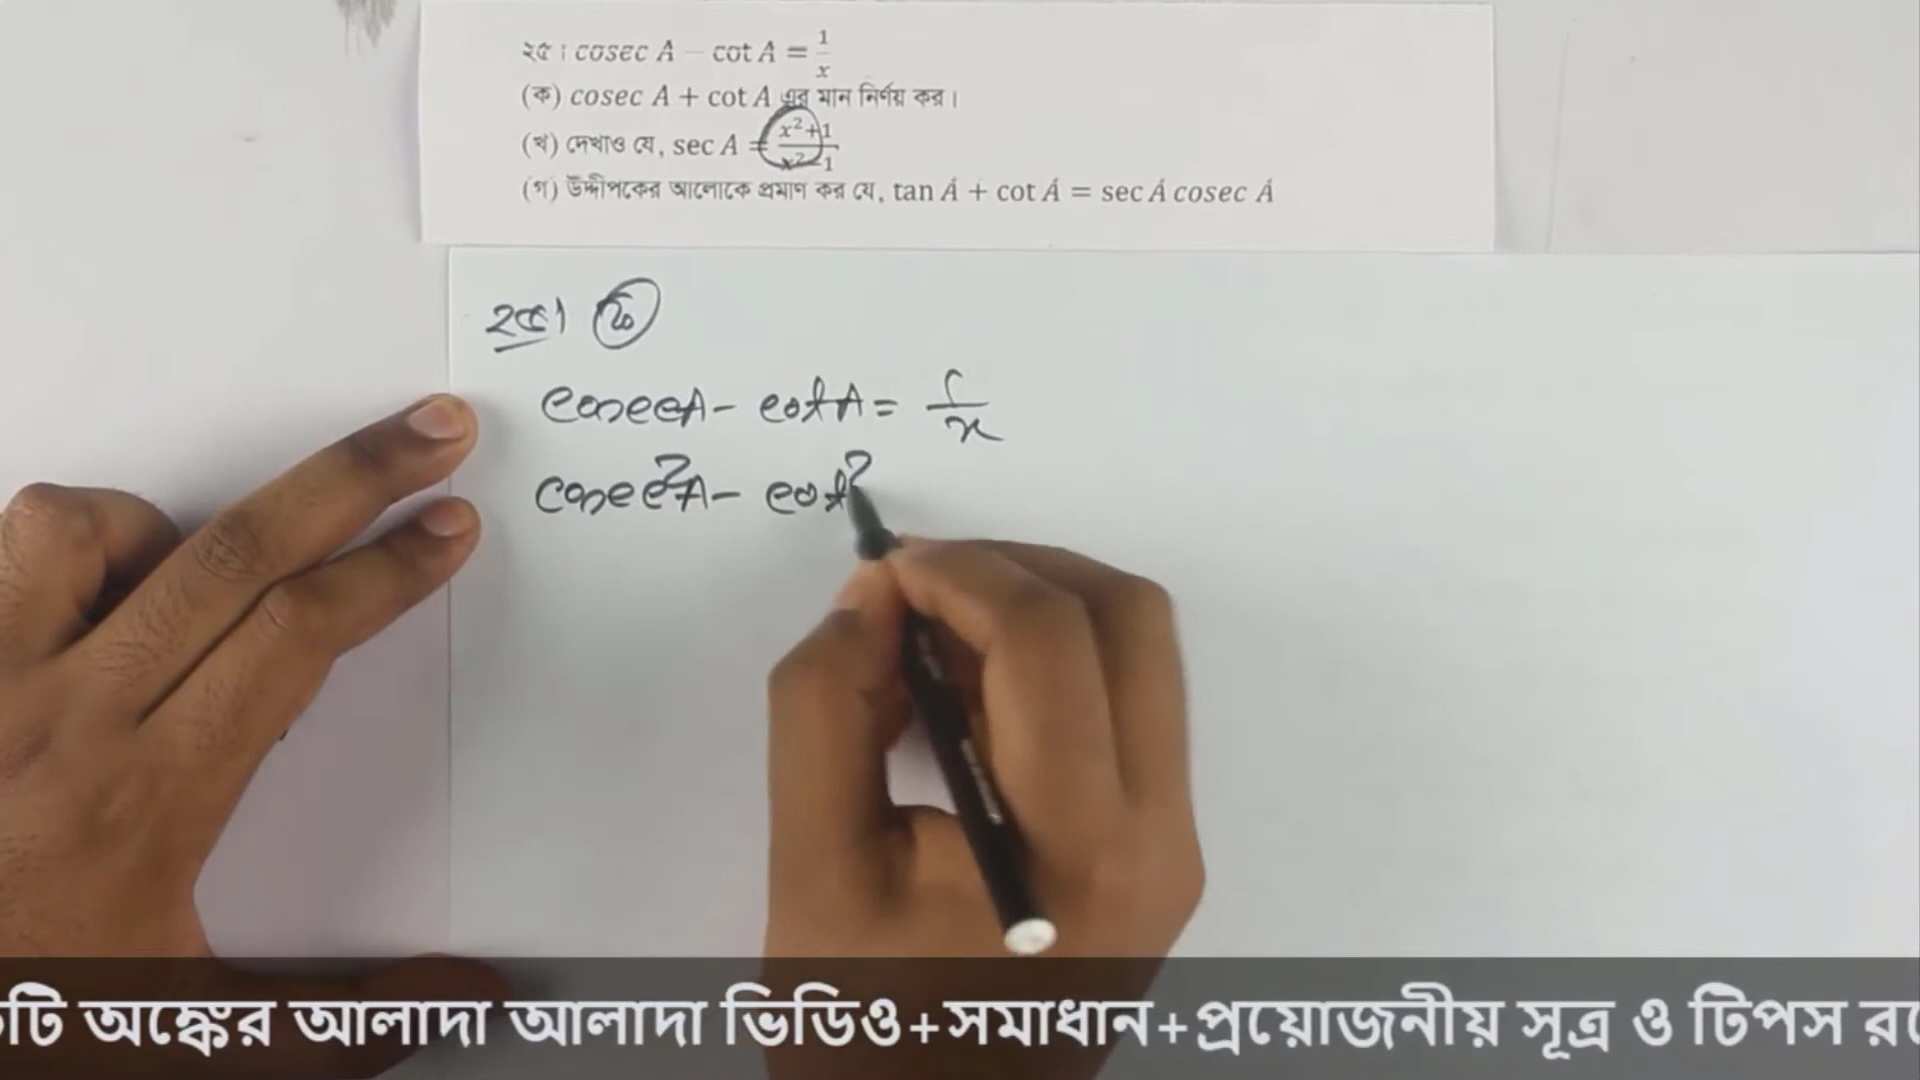 ২৫। cosec A − cot A = 1/x
(ক) cosec A + cot A এর মান নির্ণয় কর।
(খ) দেখাও যে, sec A = x²+1/x²−1
(গ) উদ্দীপকের আলোকে প্রমাণ কর যে, tan Á + cot Á = sec Á cosec Á
২৫।
cosecA − cotA = 1/x
cosec²A − cot²
টি অঙ্কের আলাদা আলাদা ভিডিও+সমাধান+প্রয়োজনীয় সূত্র ও টিপস